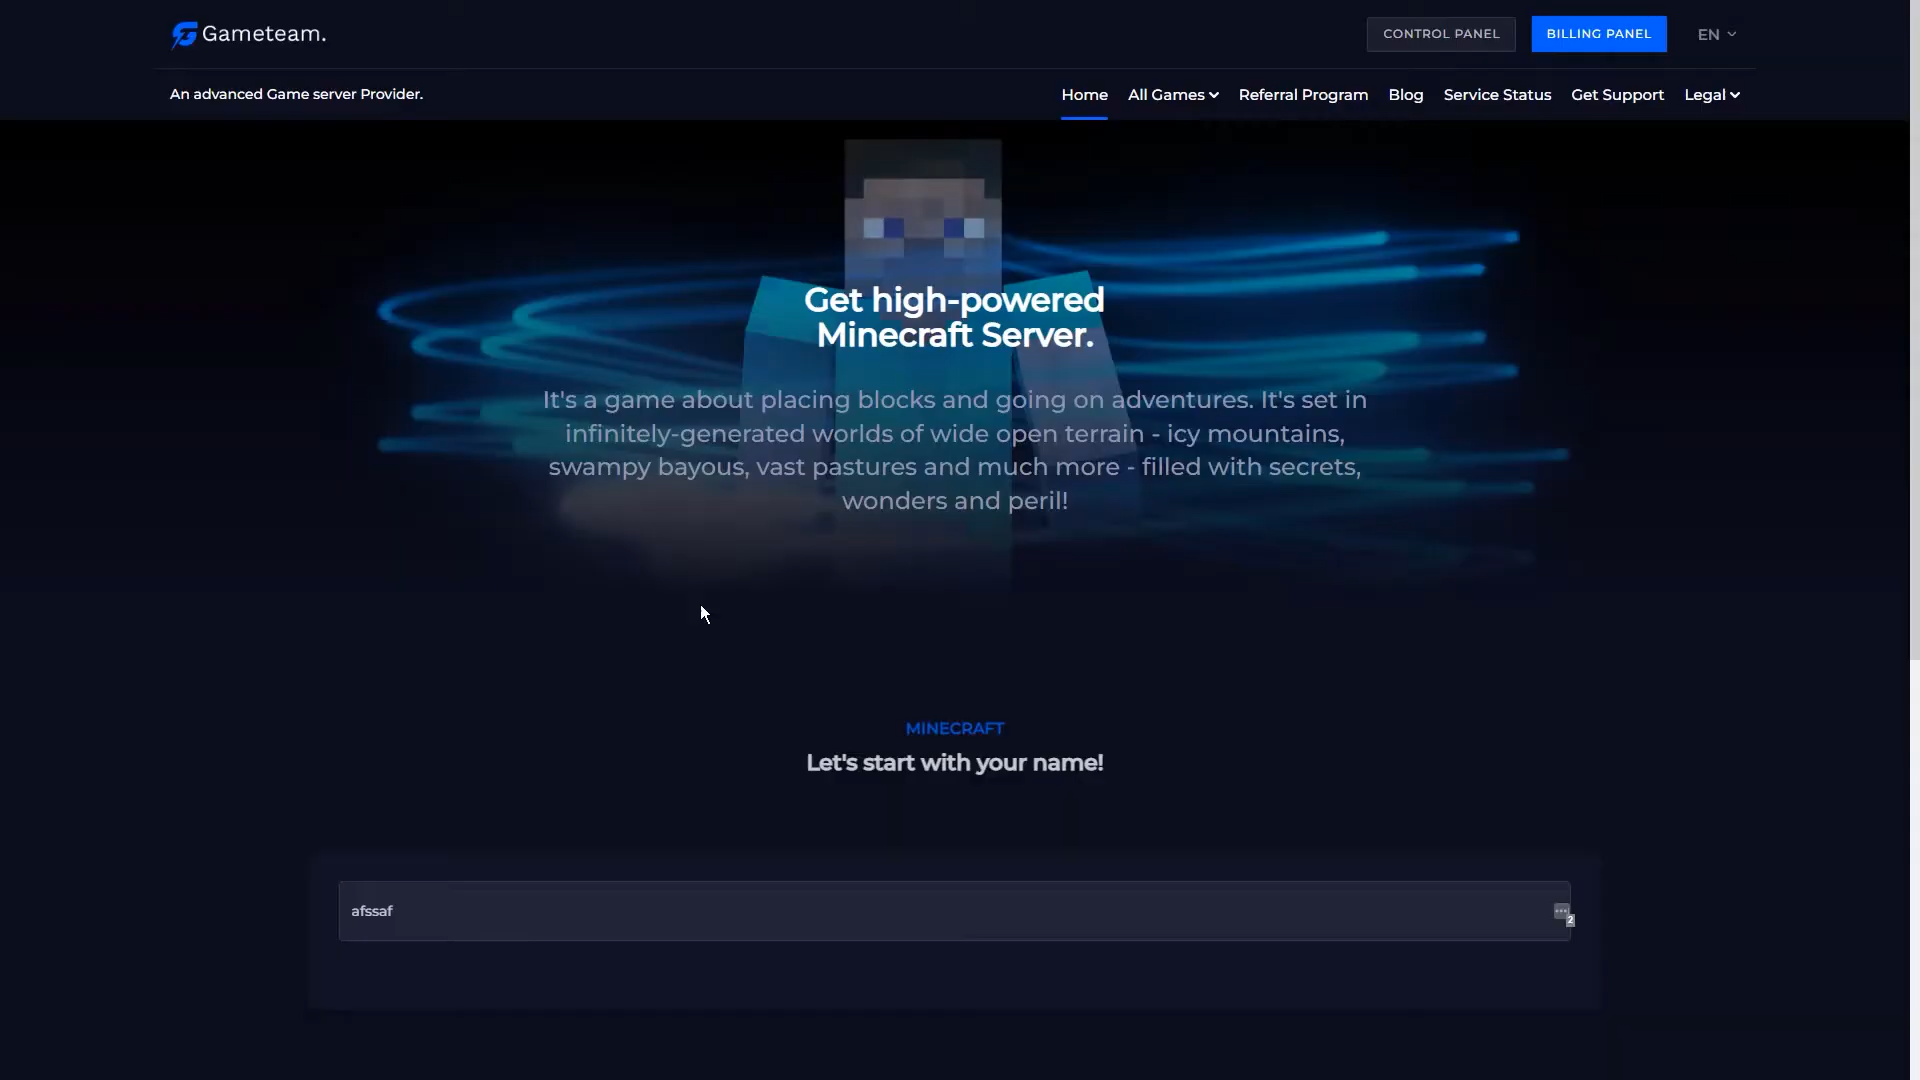 Gameteam.
CONTROL PANEL
BILLING PANEL
EN
An advanced Game server Provider.
Home
All Games
Referral Program
Blog
Service Status
Get Support
Legal
Get high-powered
Minecraft Server.
It's a game about placing blocks and going on adventures. It's set in
infinitely-generated worlds of wide open terrain - icy mountains,
swampy bayous, vast pastures and much more - filled with secrets,
wonders and peril!
MINECRAFT
Let's start with your name!
afssaf
2